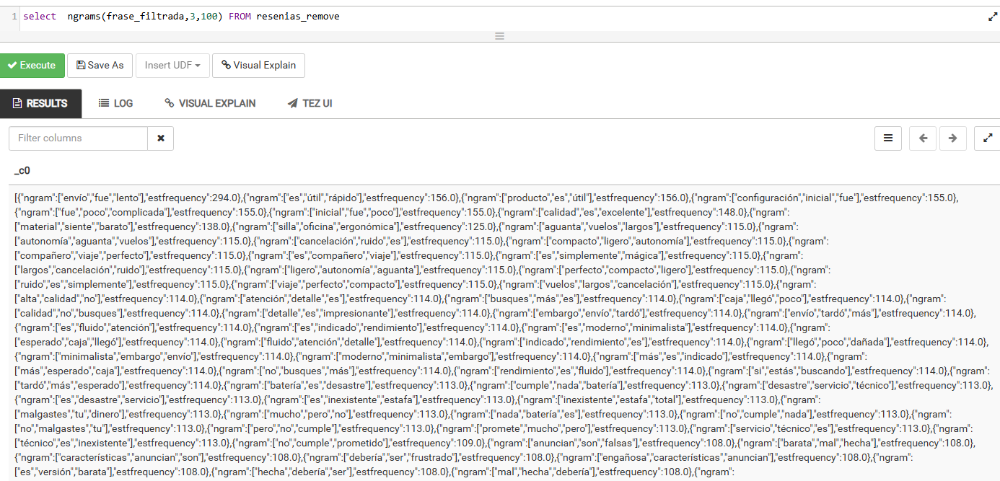 1 select ngrams(frase_filtrada,3,100) FROM resenias_remove
Execute Save As Insert UDF Visual Explain
RESULTS LOG VISUAL EXPLAIN TEZ UI
Filter columns
_c0
[{"ngram":["envío","fue","lento"],"estfrequency":294.0},{"ngram":["es","útil","rápido"],"estfrequency":156.0},{"ngram":["producto","es","útil"],"estfrequency":156.0},{"ngram":["configuración","inicial","fue"],"estfrequency":155.0},
{"ngram":["fue","poco","complicada"],"estfrequency":155.0},{"ngram":["inicial","fue","poco"],"estfrequency":155.0},{"ngram":["calidad","es","excelente"],"estfrequency":148.0},{"ngram":
["material","siente","barato"],"estfrequency":138.0},{"ngram":["silla","oficina","ergonómica"],"estfrequency":125.0},{"ngram":["aguanta","vuelos","largos"],"estfrequency":115.0},{"ngram":
["autonomía","aguanta","vuelos"],"estfrequency":115.0},{"ngram":["cancelación","ruido","es"],"estfrequency":115.0},{"ngram":["compacto","ligero","autonomía"],"estfrequency":115.0},{"ngram":
["compañero","viaje","perfecto"],"estfrequency":115.0},{"ngram":["es","compañero","viaje"],"estfrequency":115.0},{"ngram":["es","simplemente","mágica"],"estfrequency":115.0},{"ngram":
["largos","cancelación","ruido"],"estfrequency":115.0},{"ngram":["ligero","autonomía","aguanta"],"estfrequency":115.0},{"ngram":["perfecto","compacto","ligero"],"estfrequency":115.0},{"ngram":
["ruido","es","simplemente"],"estfrequency":115.0},{"ngram":["viaje","perfecto","compacto"],"estfrequency":115.0},{"ngram":["vuelos","largos","cancelación"],"estfrequency":115.0},{"ngram":
["alta","calidad","no"],"estfrequency":114.0},{"ngram":["atención","detalle","es"],"estfrequency":114.0},{"ngram":["busques","más","es"],"estfrequency":114.0},{"ngram":["caja","llegó","poco"],"estfrequency":114.0},{"ngram":
["calidad","no","busques"],"estfrequency":114.0},{"ngram":["detalle","es","impresionante"],"estfrequency":114.0},{"ngram":["embargo","envío","tardó"],"estfrequency":114.0},{"ngram":["envío","tardó","más"],"estfrequency":114.0},
{"ngram":["es","fluido","atención"],"estfrequency":114.0},{"ngram":["es","indicado","rendimiento"],"estfrequency":114.0},{"ngram":["es","moderno","minimalista"],"estfrequency":114.0},{"ngram":
["esperado","caja","llegó"],"estfrequency":114.0},{"ngram":["fluido","atención","detalle"],"estfrequency":114.0},{"ngram":["indicado","rendimiento","es"],"estfrequency":114.0},{"ngram":["llegó","poco","dañada"],"estfrequency":114.0},
{"ngram":["minimalista","embargo","envío"],"estfrequency":114.0},{"ngram":["moderno","minimalista","embargo"],"estfrequency":114.0},{"ngram":["más","es","indicado"],"estfrequency":114.0},{"ngram":
["más","esperado","caja"],"estfrequency":114.0},{"ngram":["no","busques","más"],"estfrequency":114.0},{"ngram":["rendimiento","es","fluido"],"estfrequency":114.0},{"ngram":["si","estás","buscando"],"estfrequency":114.0},{"ngram":
["tardó","más","esperado"],"estfrequency":114.0},{"ngram":["batería","es","desastre"],"estfrequency":113.0},{"ngram":["cumple","nada","batería"],"estfrequency":113.0},{"ngram":["desastre","servicio","técnico"],"estfrequency":113.0},
{"ngram":["es","desastre","servicio"],"estfrequency":113.0},{"ngram":["es","inexistente","estafa"],"estfrequency":113.0},{"ngram":["inexistente","estafa","total"],"estfrequency":113.0},{"ngram":
["malgastes","tu","dinero"],"estfrequency":113.0},{"ngram":["mucho","pero","no"],"estfrequency":113.0},{"ngram":["nada","batería","es"],"estfrequency":113.0},{"ngram":["no","cumple","nada"],"estfrequency":113.0},{"ngram":
["no","malgastes","tu"],"estfrequency":113.0},{"ngram":["pero","no","cumple"],"estfrequency":113.0},{"ngram":["promete","mucho","pero"],"estfrequency":113.0},{"ngram":["servicio","técnico","es"],"estfrequency":113.0},{"ngram":
["técnico","es","inexistente"],"estfrequency":113.0},{"ngram":["no","cumple","prometido"],"estfrequency":109.0},{"ngram":["anuncian","son","falsas"],"estfrequency":108.0},{"ngram":["barata","mal","hecha"],"estfrequency":108.0},
{"ngram":["características","anuncian","son"],"estfrequency":108.0},{"ngram":["debería","ser","frustrado"],"estfrequency":108.0},{"ngram":["engañosa","características","anuncian"],"estfrequency":108.0},{"ngram":
["es","versión","barata"],"estfrequency":108.0},{"ngram":["hecha","debería","ser"],"estfrequency":108.0},{"ngram":["mal","hecha","debería"],"estfrequency":108.0},{"ngram":